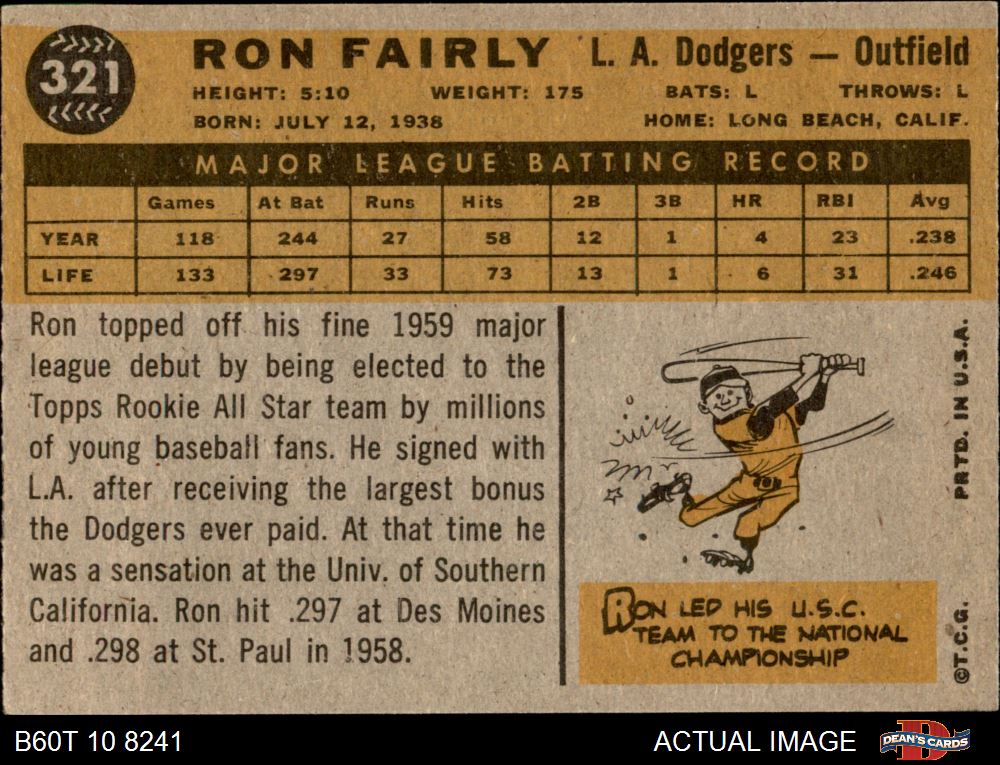 321
RON FAIRLY L. A. Dodgers — Outfield
HEIGHT: 5:10 WEIGHT: 175 BATS: L THROWS: L
BORN: JULY 12, 1938 HOME: LONG BEACH, CALIF.
MAJOR LEAGUE BATTING RECORD
Games At Bat Runs Hits 2B 3B HR RBI Avg
YEAR 118 244 27 58 12 1 4 23 .238
LIFE 133 297 33 73 13 1 6 31 .246
Ron topped off his fine 1959 major
league debut by being elected to the
Topps Rookie All Star team by millions
of young baseball fans. He signed with
L.A. after receiving the largest bonus
the Dodgers ever paid. At that time he
was a sensation at the Univ. of Southern
California. Ron hit .297 at Des Moines
and .298 at St. Paul in 1958.
RON LED HIS U.S.C.
TEAM TO THE NATIONAL
CHAMPIONSHIP
©T.C.G. PRTD. IN U.S.A.
B60T 10 8241 ACTUAL IMAGE DEAN'S CARDS